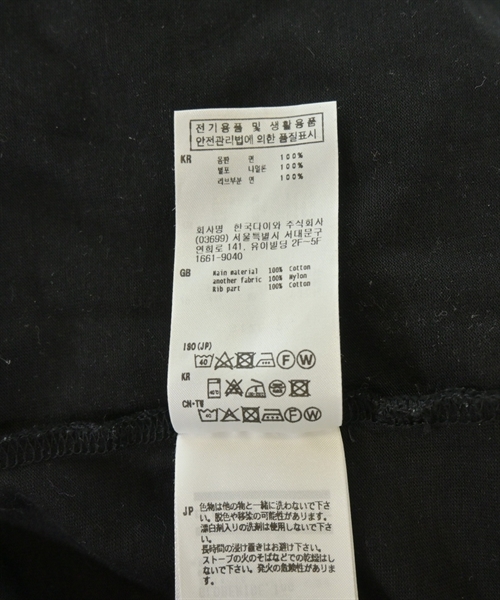 전기용품 및 생활용품
안전관리법에 의한 품질표시
KR 음판 면 100%
별포 나일론 100%
리브부분 면 100%
회사명 한국다이와 주식회사
(03699) 서울특별시 서대문구
연희로 141, 유이빌딩 2F-5F
1661-9040
GB Main material 100% Cotton
another fabric 100% Nylon
Rib part 100% Cotton
ISO(JP)
40 F W
KR
CN・TW
40 F W
JP 色物は他の物と一緒に洗わないで下さ
い。脱色や移染の可能性があります。
漂白剤入りの洗剤は使用しないで下
さい。
長時間の浸け置きはお避け下さい。
ストーブの火のそばなどでの乾燥はし
ないで下さい。発火の危険性がありま
す。